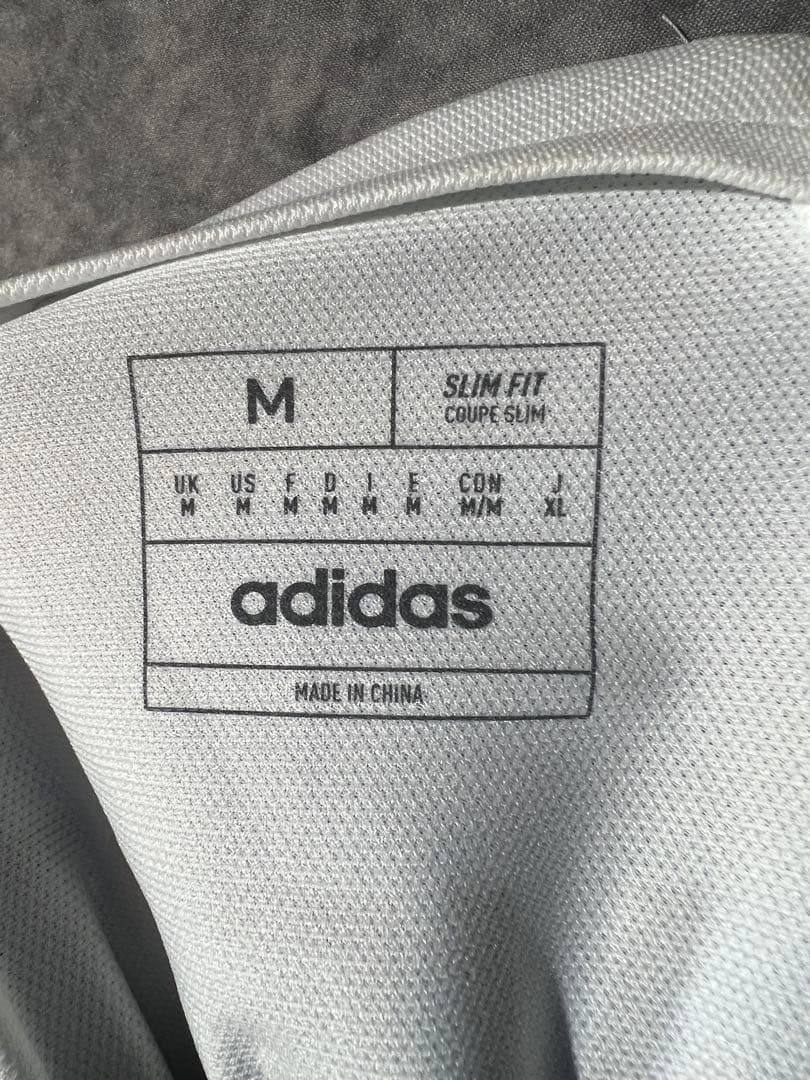 M
SLIM FIT
COUPE SLIM
UK US F D I E CON J
M M M M M M M/M XL
adidas
MADE IN CHINA